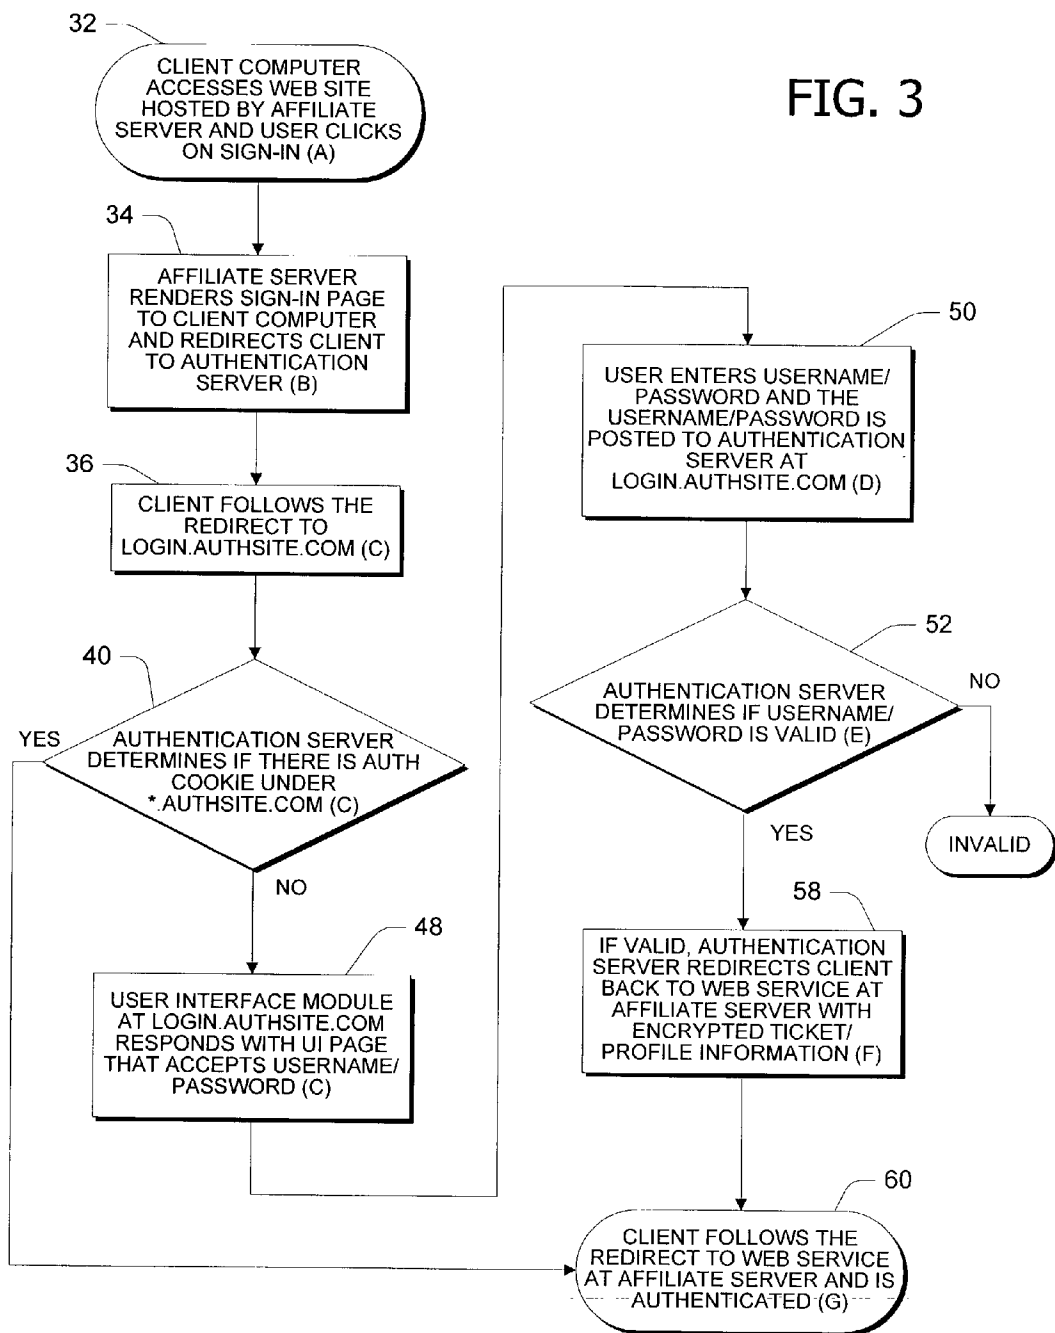 32
CLIENT COMPUTER
ACCESSES WEB SITE
HOSTED BY AFFILIATE
SERVER AND USER CLICKS
ON SIGN-IN (A)
FIG. 3
34
AFFILIATE SERVER
RENDERS SIGN-IN PAGE
TO CLIENT COMPUTER
AND REDIRECTS CLIENT
TO AUTHENTICATION
SERVER (B)
36
CLIENT FOLLOWS THE
REDIRECT TO
LOGIN.AUTHSITE.COM (C)
40
YES
AUTHENTICATION SERVER
DETERMINES IF THERE IS AUTH
COOKIE UNDER
*.AUTHSITE.COM (C)
NO
48
USER INTERFACE MODULE
AT LOGIN.AUTHSITE.COM
RESPONDS WITH UI PAGE
THAT ACCEPTS USERNAME/
PASSWORD (C)
50
USER ENTERS USERNAME/
PASSWORD AND THE
USERNAME/PASSWORD IS
POSTED TO AUTHENTICATION
SERVER AT
LOGIN.AUTHSITE.COM (D)
52
NO
AUTHENTICATION SERVER
DETERMINES IF USERNAME/
PASSWORD IS VALID (E)
YES
INVALID
58
IF VALID, AUTHENTICATION
SERVER REDIRECTS CLIENT
BACK TO WEB SERVICE AT
AFFILIATE SERVER WITH
ENCRYPTED TICKET/
PROFILE INFORMATION (F)
60
CLIENT FOLLOWS THE
REDIRECT TO WEB SERVICE
AT AFFILIATE SERVER AND IS
AUTHENTICATED (G)